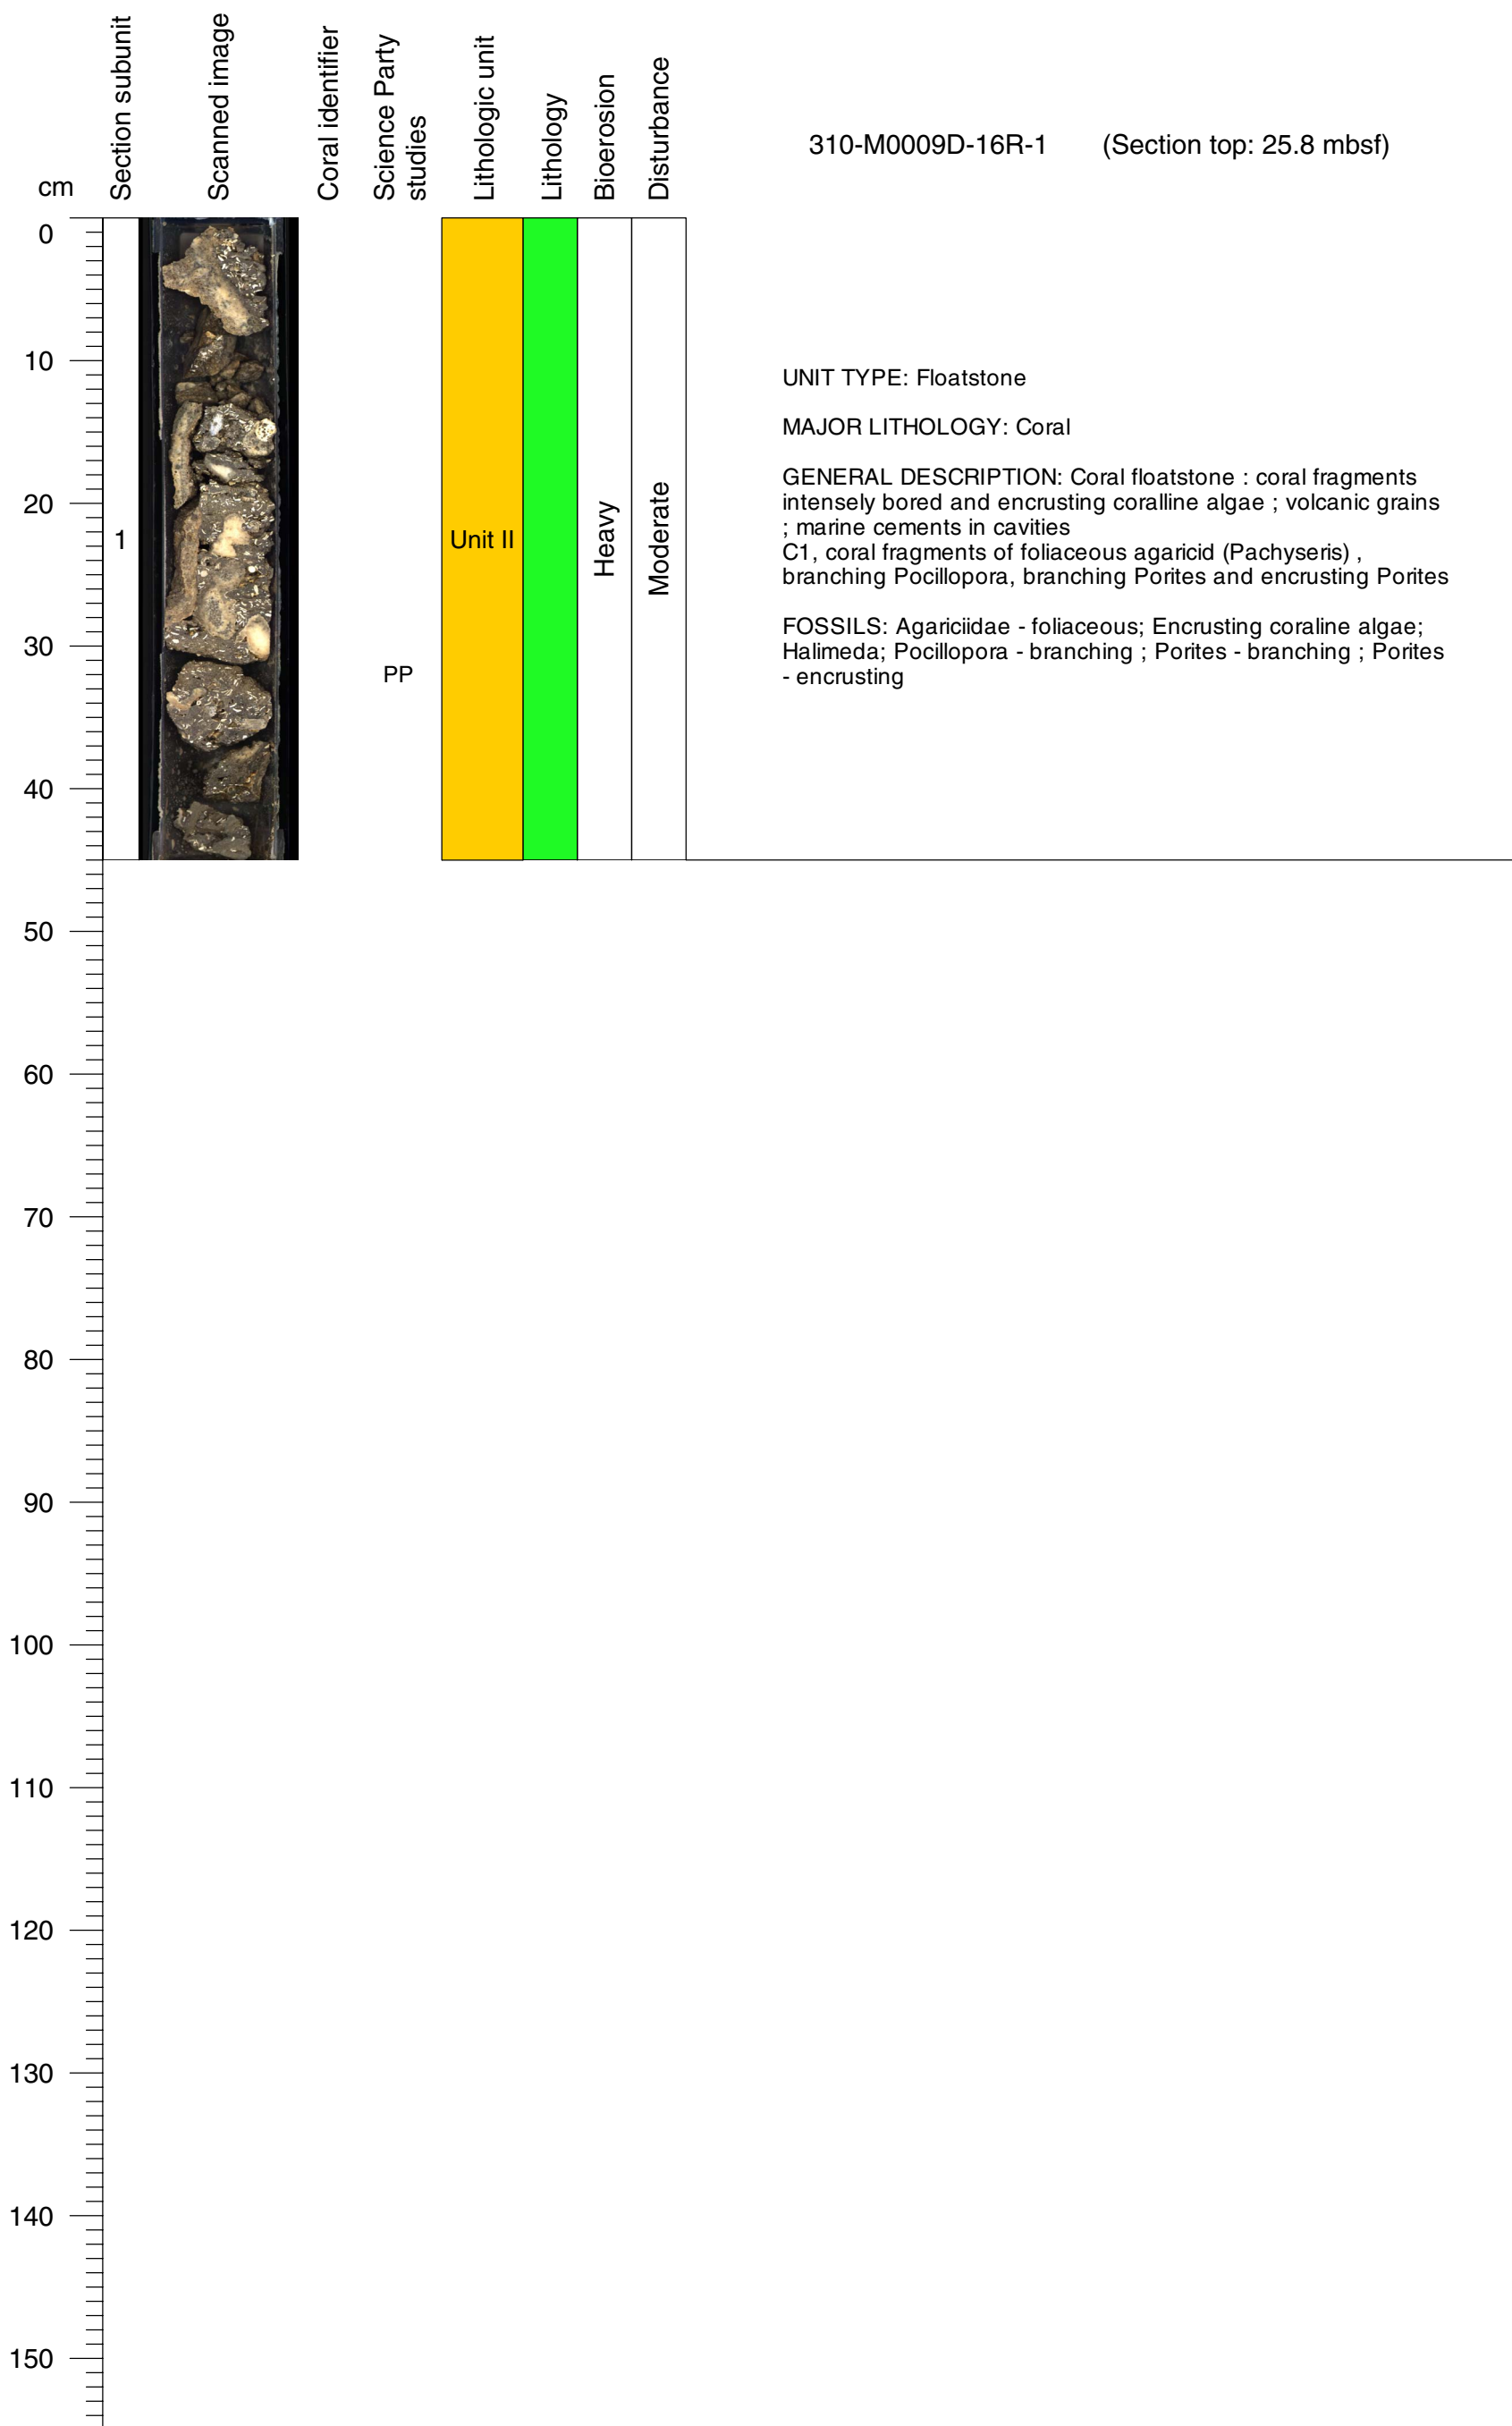 cm
Section subunit
Scanned image
Coral identifier
Science Party
studies
Lithologic unit
Lithology
Bioerosion
Disturbance
310-M0009D-16R-1 (Section top: 25.8 mbsf)
0
10
20
30
40
50
60
70
80
90
100
110
120
130
140
150
1
PP
Unit II
Heavy
Moderate
UNIT TYPE: Floatstone
MAJOR LITHOLOGY: Coral
GENERAL DESCRIPTION: Coral floatstone : coral fragments
intensely bored and encrusting coralline algae ; volcanic grains
; marine cements in cavities
C1, coral fragments of foliaceous agaricid (Pachyseris) ,
branching Pocillopora, branching Porites and encrusting Porites
FOSSILS: Agariciidae - foliaceous; Encrusting coraline algae;
Halimeda; Pocillopora - branching ; Porites - branching ; Porites
- encrusting